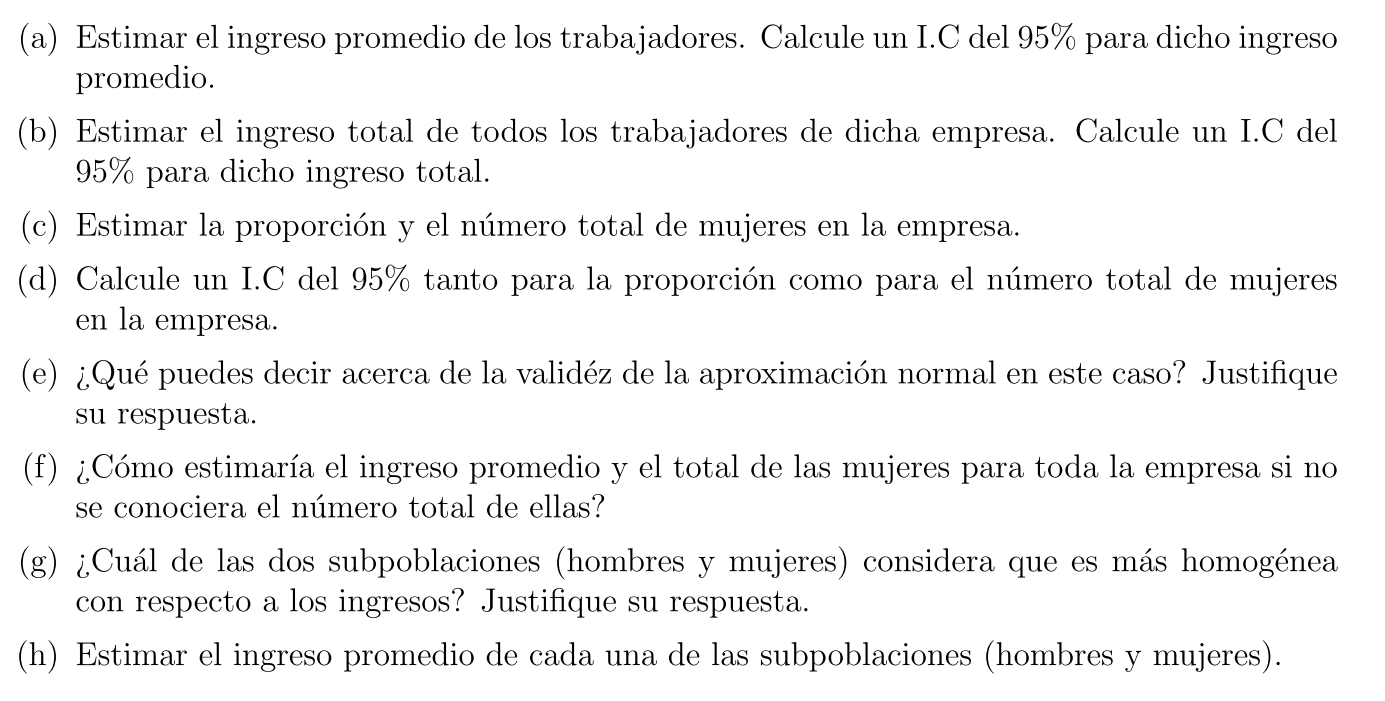 (a) Estimar el ingreso promedio de los trabajadores. Calcule un I.C del 95% para dicho ingreso
promedio.
(b) Estimar el ingreso total de todos los trabajadores de dicha empresa. Calcule un I.C del
95% para dicho ingreso total.
(c) Estimar la proporción y el número total de mujeres en la empresa.
(d) Calcule un I.C del 95% tanto para la proporción como para el número total de mujeres
en la empresa.
(e) ¿Qué puedes decir acerca de la validéz de la aproximación normal en este caso? Justifique
su respuesta.
(f) ¿Cómo estimaría el ingreso promedio y el total de las mujeres para toda la empresa si no
se conociera el número total de ellas?
(g) ¿Cuál de las dos subpoblaciones (hombres y mujeres) considera que es más homogénea
con respecto a los ingresos? Justifique su respuesta.
(h) Estimar el ingreso promedio de cada una de las subpoblaciones (hombres y mujeres).